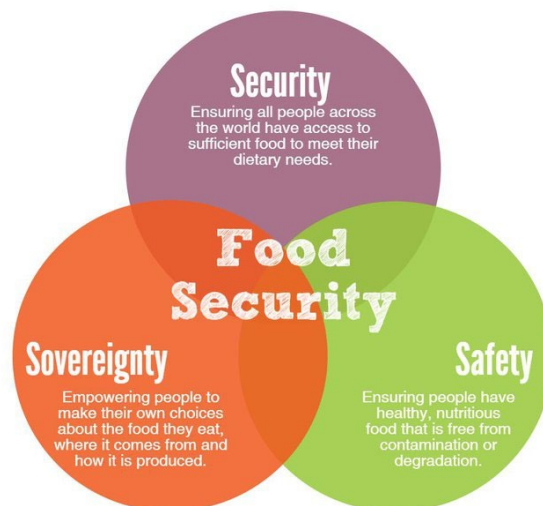 Security
Ensuring all people across
the world have access to
sufficient food to meet their
dietary needs.
Food
Security
Sovereignty
Empowering people to
make their own choices
about the food they eat,
where it comes from and
how it is produced.
Safety
Ensuring people have
healthy, nutritious
food that is free from
contamination or
degradation.